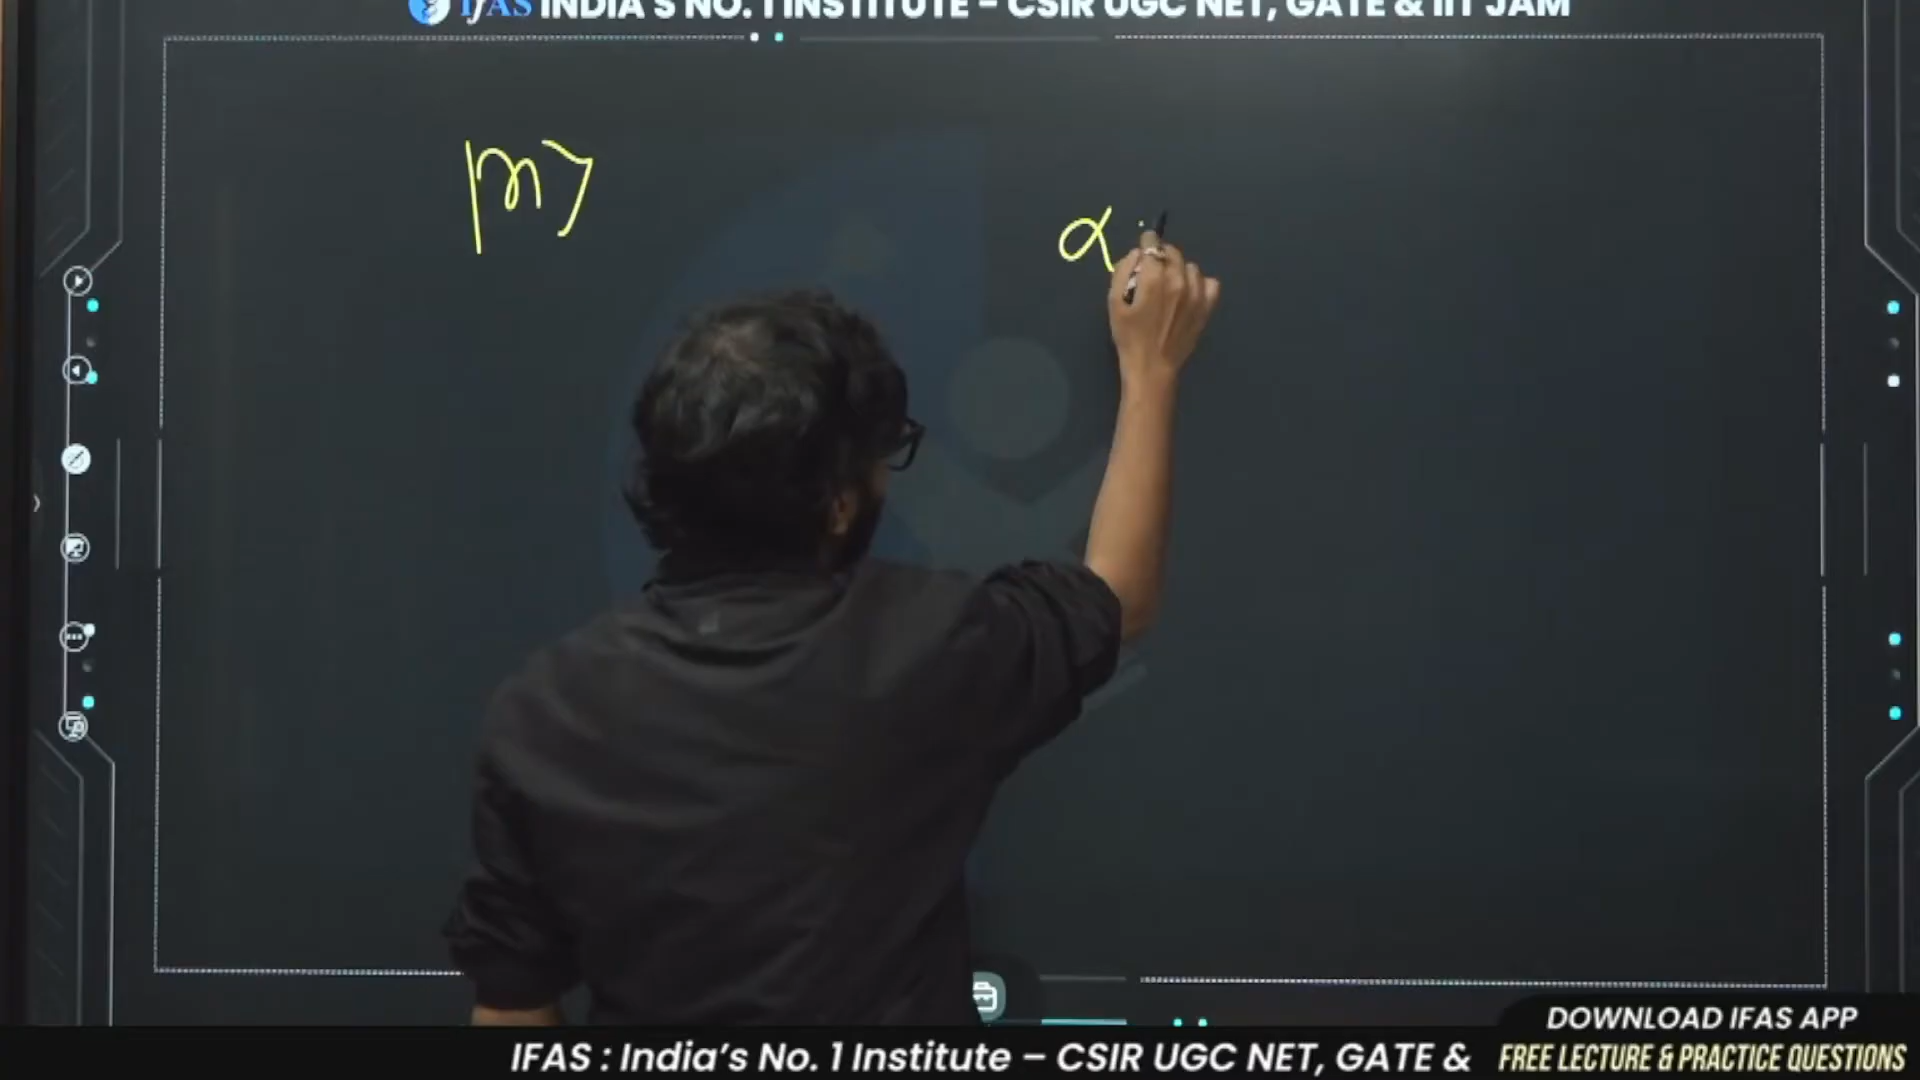 IFAS INDIA'S NO. 1 INSTITUTE – CSIR UGC NET, GATE & IIT JAM
|n>
α
DOWNLOAD IFAS APP
IFAS : India's No. 1 Institute – CSIR UGC NET, GATE &
FREE LECTURE & PRACTICE QUESTIONS